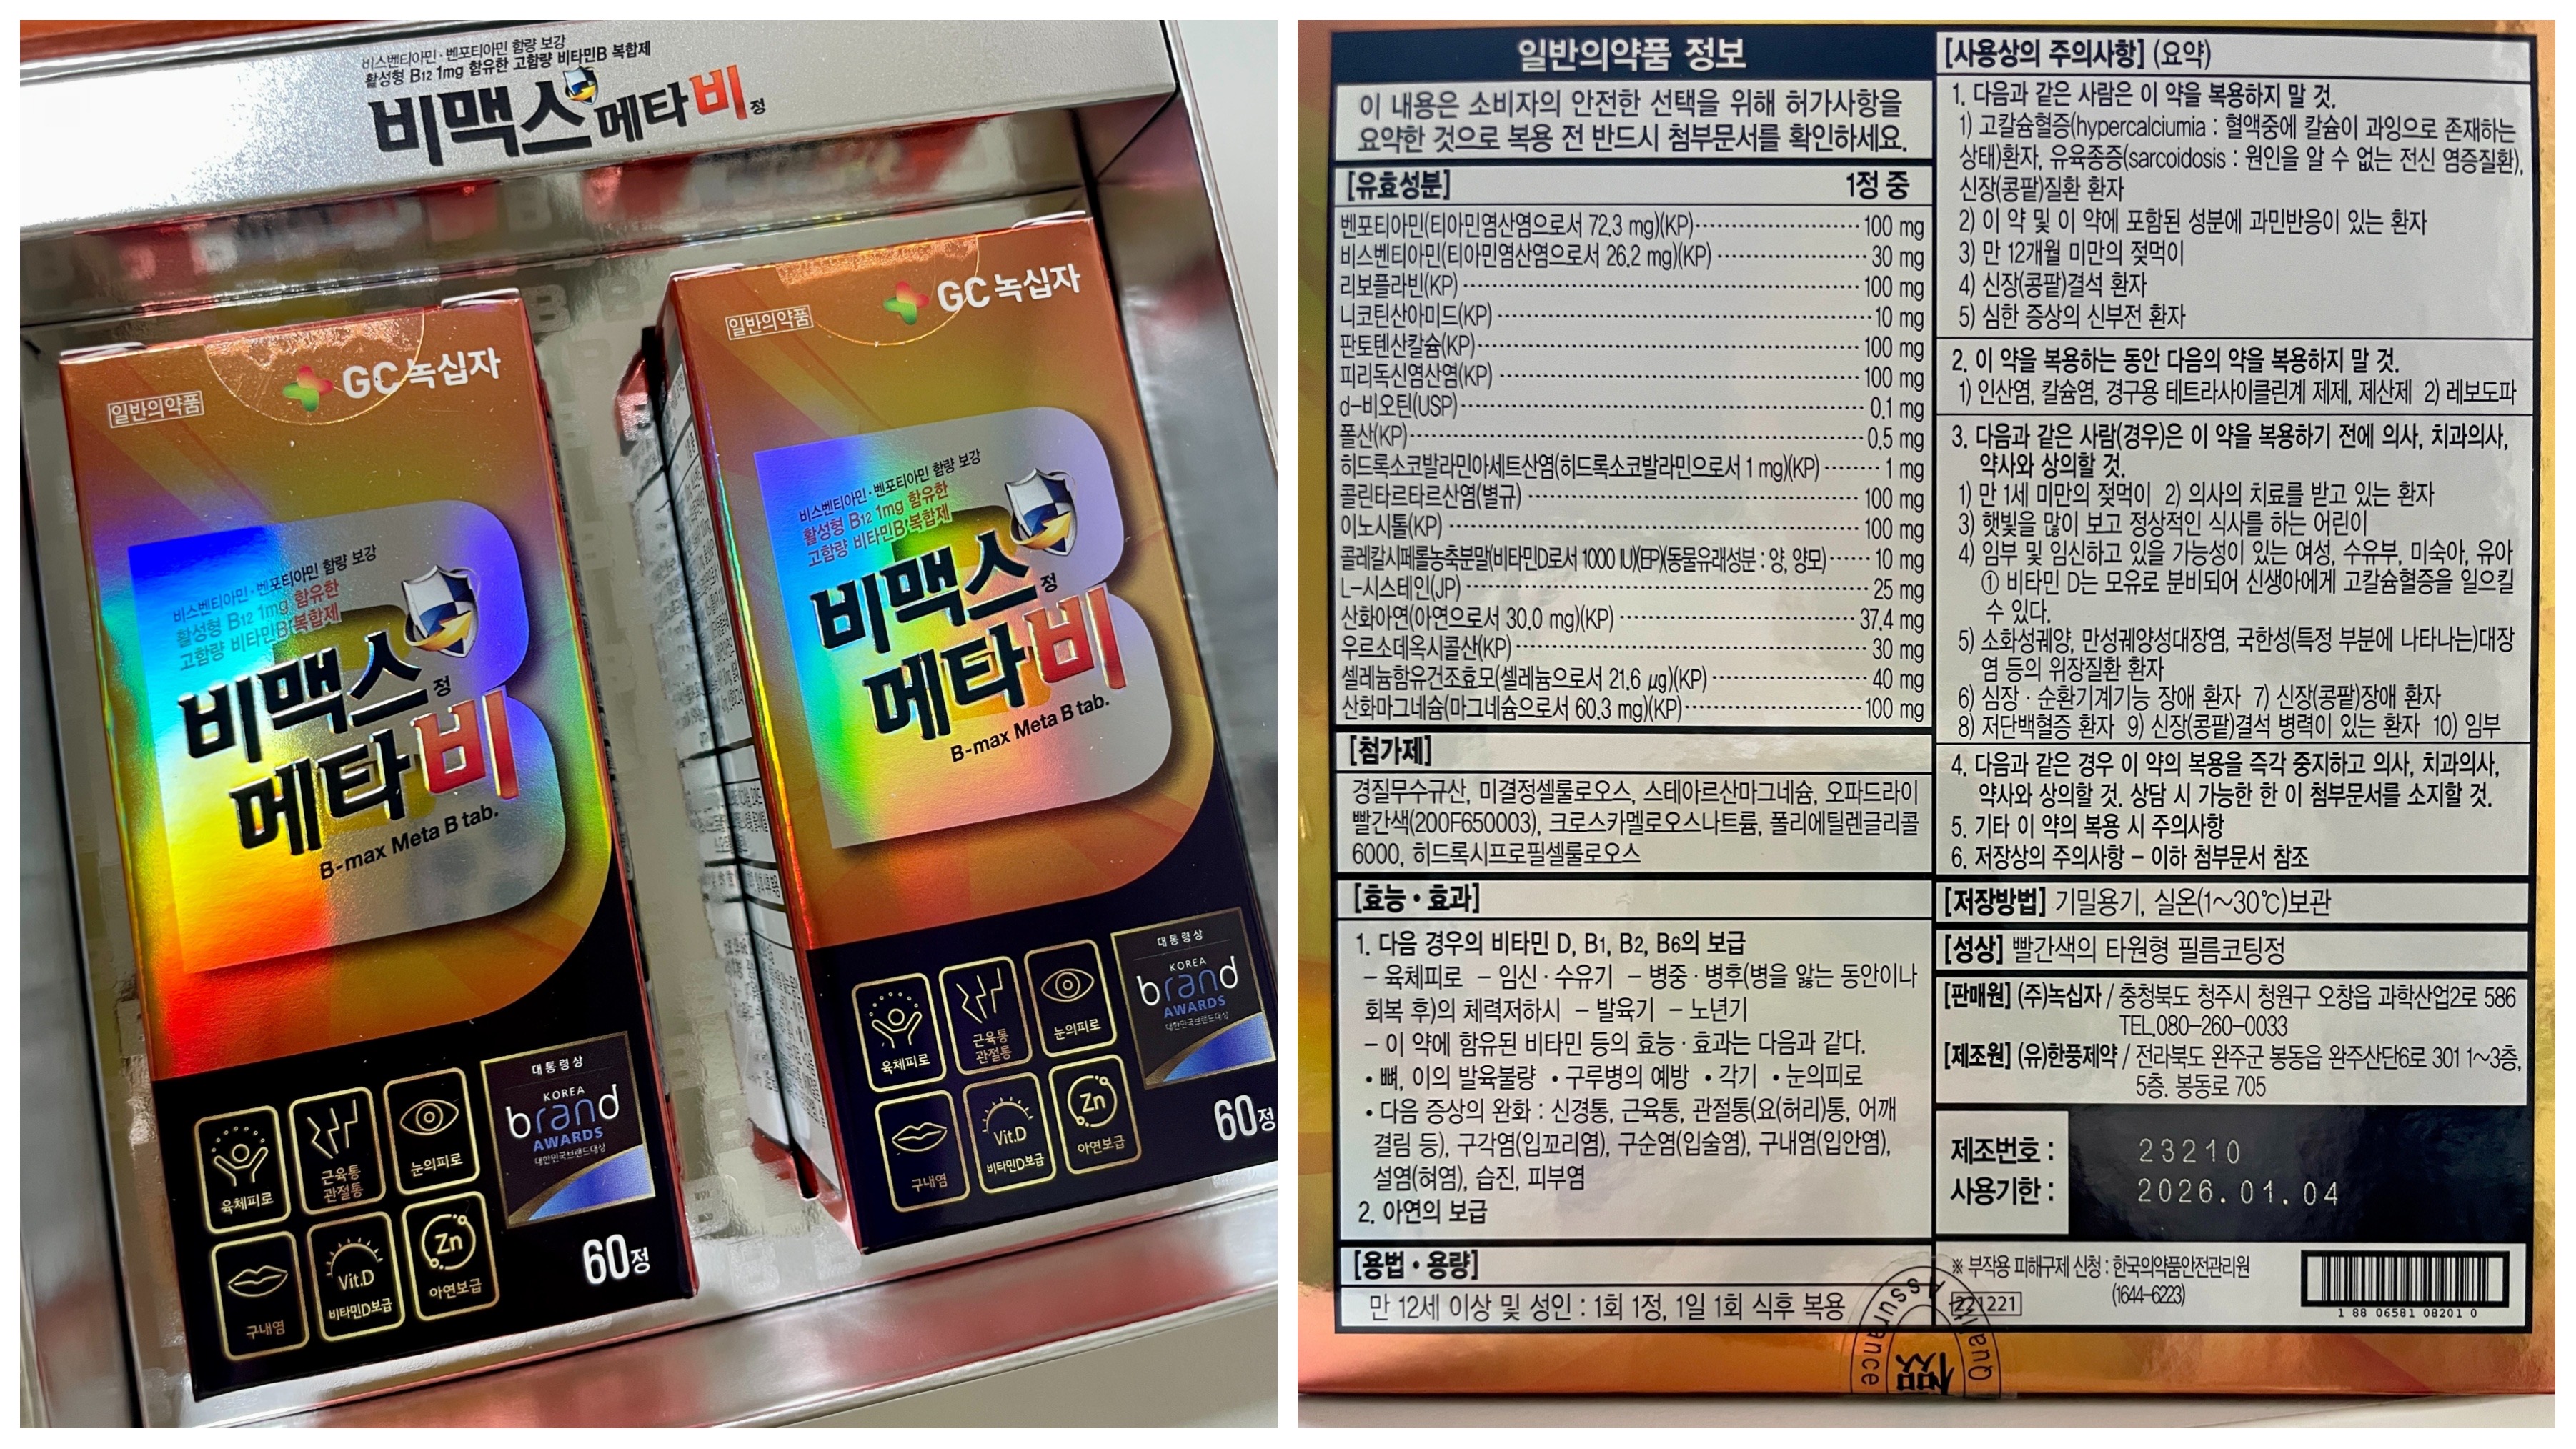 비스벤티아민·벤포티아민 함량 보강
활성형 B12 1mg 함유한 고함량 비타민B 복합제
비맥스 메타비정
일반의약품
GC녹십자
비스벤티아민·벤포티아민 함량 보강
활성형 B12 1mg 함유한
고함량 비타민B 복합제
비맥스정
메타비
B-max Meta B tab.
육체피로
근육통
관절통
눈의피로
구내염
Vit.D
비타민D보급
Zn
아연보급
대통령상
KOREA
brand
AWARDS
대한민국브랜드대상
60정
일반의약품
GC녹십자
비스벤티아민·벤포티아민 함량 보강
활성형 B12 1mg 함유한
고함량 비타민B 복합제
비맥스정
메타비
B-max Meta B tab.
육체피로
근육통
관절통
눈의피로
구내염
Vit.D
비타민D보급
Zn
아연보급
대통령상
KOREA
brand
AWARDS
대한민국브랜드대상
60정
일반의약품 정보
이 내용은 소비자의 안전한 선택을 위해 허가사항을
요약한 것으로 복용 전 반드시 첨부문서를 확인하세요.
[유효성분] 1정 중
벤포티아민(티아민염산염으로서 72.3 mg)(KP) 100 mg
비스벤티아민(티아민염산염으로서 26.2 mg)(KP) 30 mg
리보플라빈(KP) 100 mg
니코틴산아미드(KP) 10 mg
판토텐산칼슘(KP) 100 mg
피리독신염산염(KP) 100 mg
d-비오틴(USP) 0.1 mg
폴산(KP) 0.5 mg
히드록소코발라민아세트산염(히드록소코발라민으로서 1 mg)(KP) 1 mg
콜린타르타르산염(별규) 100 mg
이노시톨(KP) 100 mg
콜레칼시페롤농축분말(비타민D로서 1000 IU)(EP)(동물유래성분 : 양, 양모) 10 mg
L-시스테인(JP) 25 mg
산화아연(아연으로서 30.0 mg)(KP) 37.4 mg
우르소데옥시콜산(KP) 30 mg
셀레늄함유건조효모(셀레늄으로서 21.6 μg)(KP) 40 mg
산화마그네슘(마그네슘으로서 60.3 mg)(KP) 100 mg
[첨가제]
경질무수규산, 미결정셀룰로오스, 스테아르산마그네슘, 오파드라이
빨간색(200F650003), 크로스카멜로오스나트륨, 폴리에틸렌글리콜
6000, 히드록시프로필셀룰로오스
[효능·효과]
1. 다음 경우의 비타민 D, B1, B2, B6의 보급
- 육체피로 - 임신·수유기 - 병중·병후(병을 앓는 동안이나
회복 후)의 체력저하시 - 발육기 - 노년기
- 이 약에 함유된 비타민 등의 효능·효과는 다음과 같다.
• 뼈, 이의 발육불량 • 구루병의 예방 • 각기 • 눈의피로
• 다음 증상의 완화 : 신경통, 근육통, 관절통(요(허리)통, 어깨
결림 등), 구각염(입꼬리염), 구순염(입술염), 구내염(입안염),
설염(혀염), 습진, 피부염
2. 아연의 보급
[용법·용량]
만 12세 이상 및 성인 : 1회 1정, 1일 1회 식후 복용
[사용상의 주의사항] (요약)
1. 다음과 같은 사람은 이 약을 복용하지 말 것.
1) 고칼슘혈증(hypercalciumia : 혈액중에 칼슘이 과잉으로 존재하는
상태)환자, 유육종증(sarcoidosis : 원인을 알 수 없는 전신 염증질환),
신장(콩팥)질환 환자
2) 이 약 및 이 약에 포함된 성분에 과민반응이 있는 환자
3) 만 12개월 미만의 젖먹이
4) 신장(콩팥)결석 환자
5) 심한 증상의 신부전 환자
2. 이 약을 복용하는 동안 다음의 약을 복용하지 말 것.
1) 인산염, 칼슘염, 경구용 테트라사이클린계 제제, 제산제 2) 레보도파
3. 다음과 같은 사람(경우)은 이 약을 복용하기 전에 의사, 치과의사,
약사와 상의할 것.
1) 만 1세 미만의 젖먹이 2) 의사의 치료를 받고 있는 환자
3) 햇빛을 많이 보고 정상적인 식사를 하는 어린이
4) 임부 및 임신하고 있을 가능성이 있는 여성, 수유부, 미숙아, 유아
① 비타민 D는 모유로 분비되어 신생아에게 고칼슘혈증을 일으킬
수 있다.
5) 소화성궤양, 만성궤양성대장염, 국한성(특정 부분에 나타나는)대장
염 등의 위장질환 환자
6) 심장·순환기계기능 장애 환자 7) 신장(콩팥)장애 환자
8) 저단백혈증 환자 9) 신장(콩팥)결석 병력이 있는 환자 10) 임부
4. 다음과 같은 경우 이 약의 복용을 즉각 중지하고 의사, 치과의사,
약사와 상의할 것. 상담 시 가능한 한 이 첨부문서를 소지할 것.
5. 기타 이 약의 복용 시 주의사항
6. 저장상의 주의사항 - 이하 첨부문서 참조
[저장방법] 기밀용기, 실온(1~30℃)보관
[성상] 빨간색의 타원형 필름코팅정
[판매원] (주)녹십자 / 충청북도 청주시 청원구 오창읍 과학산업2로 586
TEL.080-260-0033
[제조원] (유)한풍제약 / 전라북도 완주군 봉동읍 완주산단6로 301 1~3층,
5층. 봉동로 705
제조번호 : 23210
사용기한 : 2026.01.04
※ 부작용 피해구제 신청 : 한국의약품안전관리원
(1644-6223)
221221
1 88 06581 08201 0
Quality Assurance